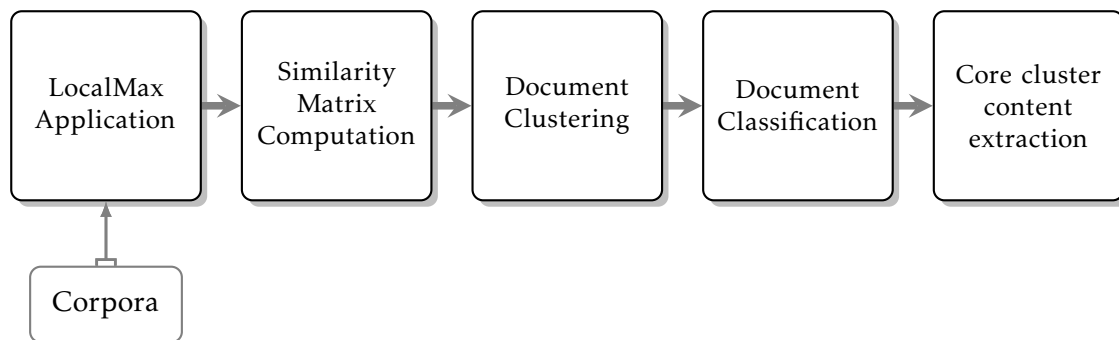 LocalMax
Application
Similarity
Matrix
Computation
Document
Clustering
Document
Classification
Core cluster
content
extraction
Corpora